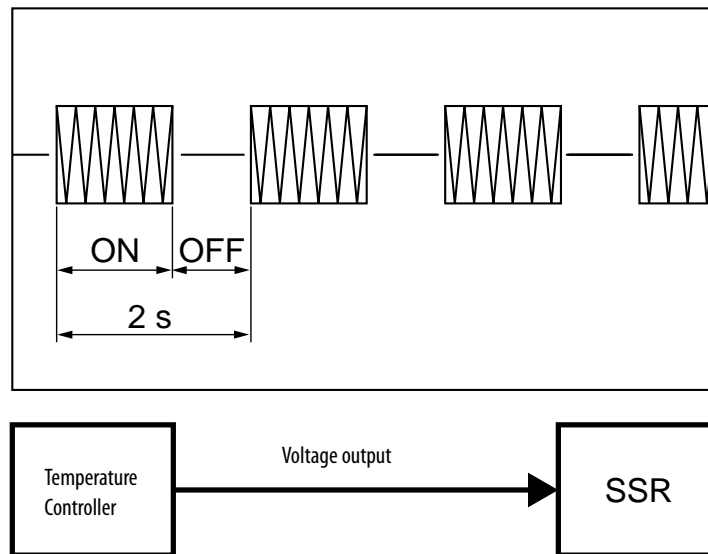 ON OFF
2 s
Temperature
Controller
Voltage output
SSR